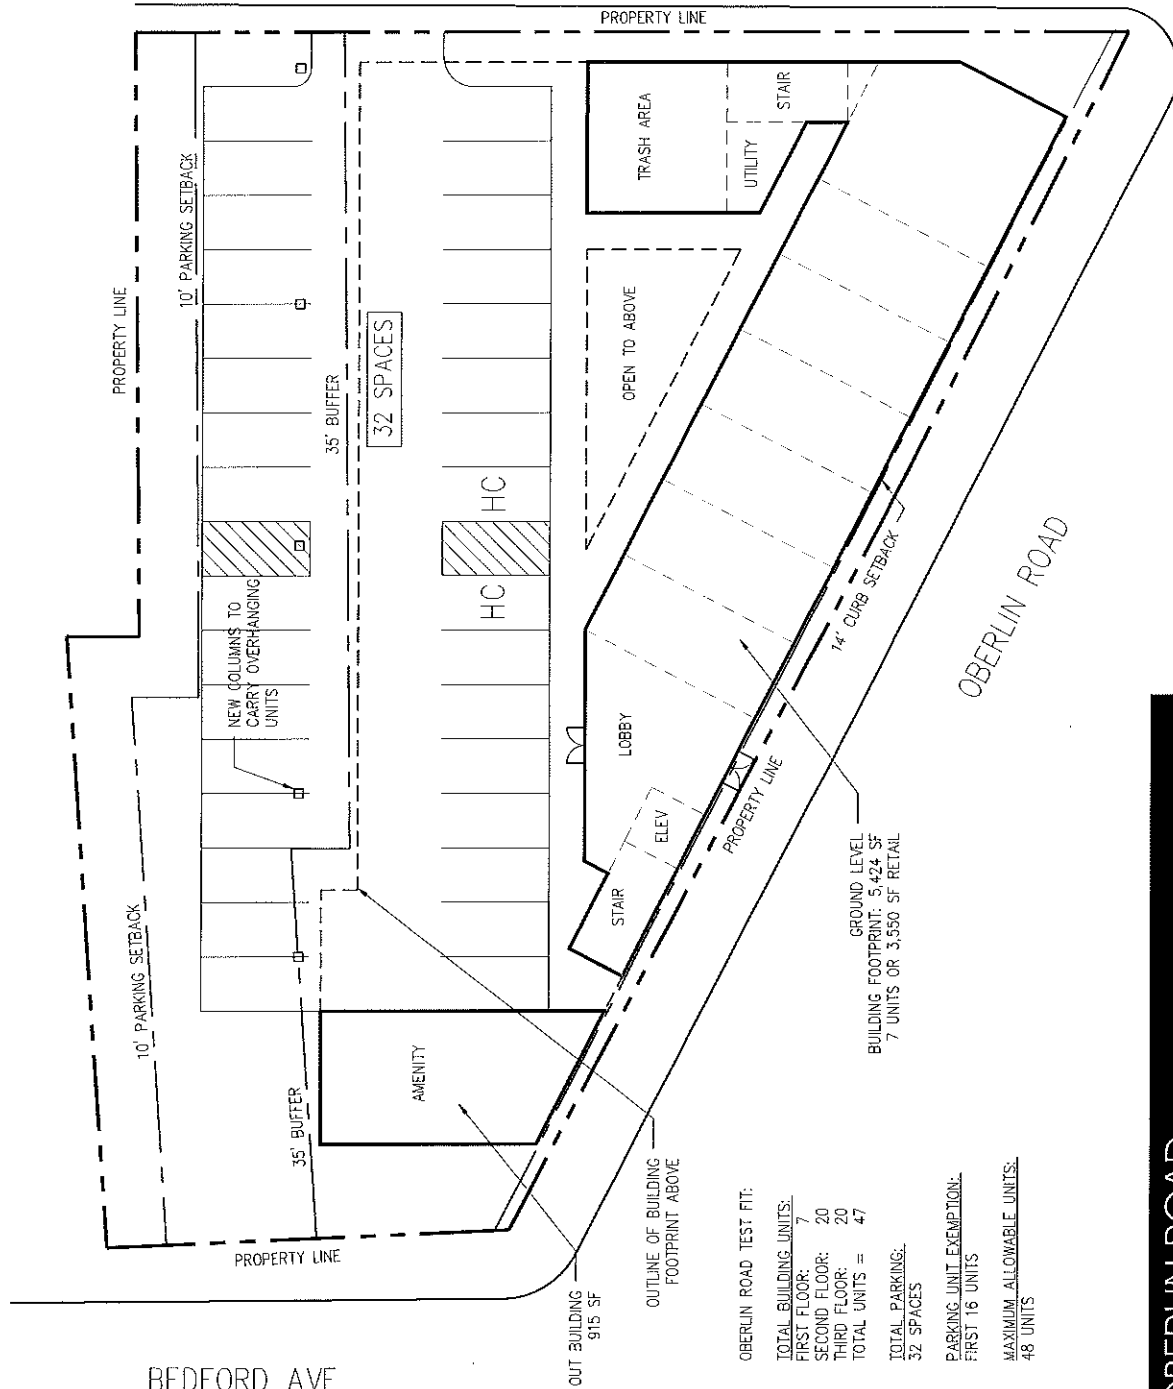 PROPERTY LINE
PROPERTY LINE
10' PARKING SETBACK
35' BUFFER
32 SPACES
HC
HC
NEW COLUMNS TO
CARRY OVERHANGING
UNITS
10' PARKING SETBACK
35' BUFFER
PROPERTY LINE
TRASH AREA
STAIR
UTILITY
OPEN TO ABOVE
LOBBY
ELEV
STAIR
AMENITY
14' CURB SETBACK
PROPERTY LINE
OBERLIN ROAD
GROUND LEVEL
BUILDING FOOTPRINT: 5,424 SF
7 UNITS OR 3,550 SF RETAIL
OUTLINE OF BUILDING
FOOTPRINT ABOVE
OUT BUILDING
915 SF
BEDFORD AVE
OBERLIN ROAD TEST FIT:
TOTAL BUILDING UNITS:
FIRST FLOOR: 7
SECOND FLOOR: 20
THIRD FLOOR: 20
TOTAL UNITS = 47
TOTAL PARKING:
32 SPACES
PARKING UNIT EXEMPTION:
FIRST 16 UNITS
MAXIMUM ALLOWABLE UNITS:
48 UNITS
OBERLIN ROAD